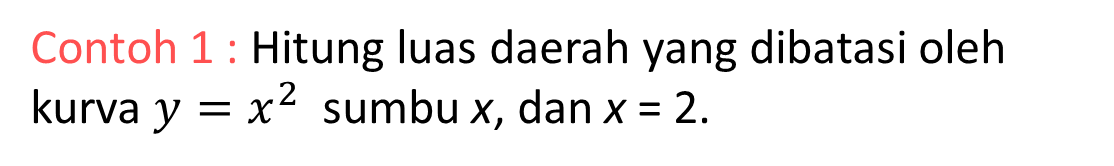 Contoh 1 : Hitung luas daerah yang dibatasi oleh
kurva y = x² sumbu x, dan x = 2.